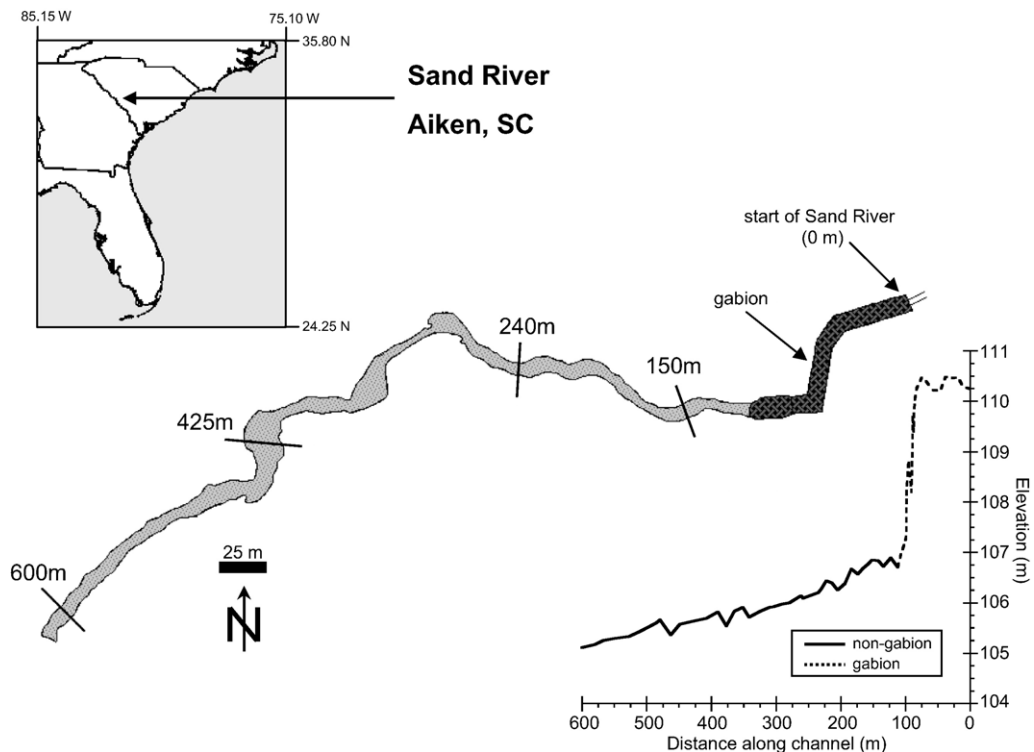 85.15 W
75.10 W
35.80 N
24.25 N
Sand River
Aiken, SC
start of Sand River
(0 m)
gabion
240m
150m
425m
600m
25 m
N
111
110
109
108
107
106
105
104
Elevation (m)
non-gabion
gabion
600 500 400 300 200 100 0
Distance along channel (m)